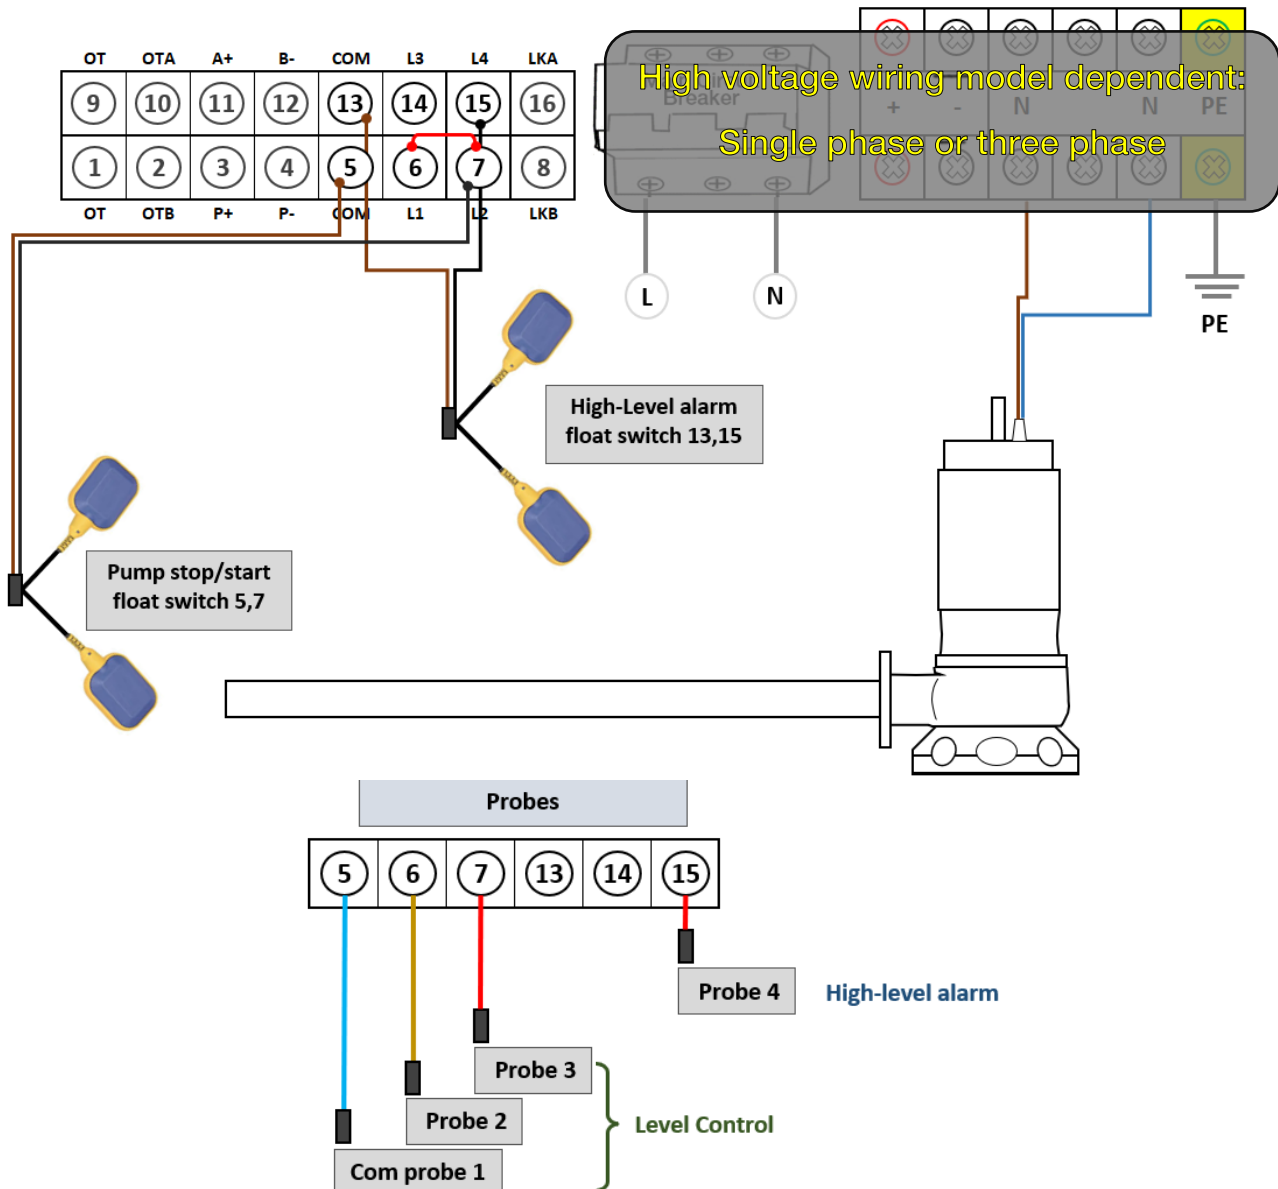 OT OTA A+ B- COM L3 L4 LKA
9 10 11 12 13 14 15 16
1 2 3 4 5 6 7 8
OT OTB P+ P- COM L1 L2 LKB
High voltage wiring model dependent:
Single phase or three phase
Breaker
+ - N N PE
L N
PE
High-Level alarm
float switch 13,15
Pump stop/start
float switch 5,7
Probes
5 6 7 13 14 15
Probe 4
High-level alarm
Probe 3
Probe 2
Level Control
Com probe 1